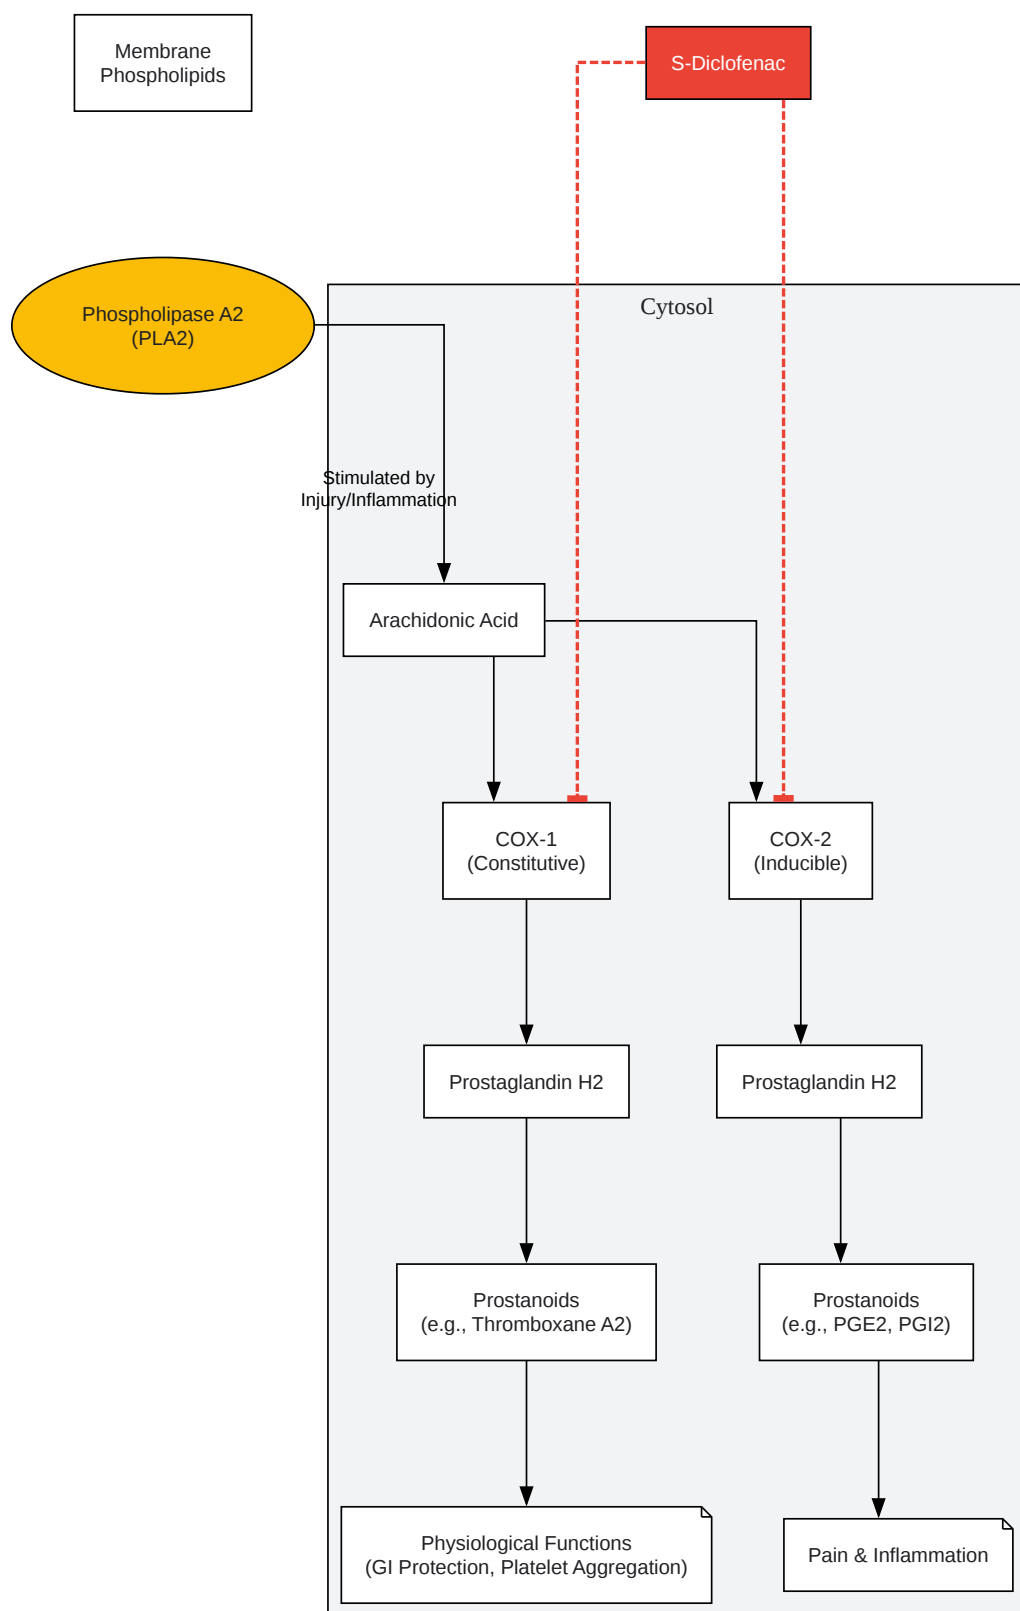 Membrane
Phospholipids
S-Diclofenac
Phospholipase A2
(PLA2)
Cytosol
Stimulated by
Injury/Inflammation
Arachidonic Acid
COX-1
(Constitutive)
COX-2
(Inducible)
Prostaglandin H2
Prostaglandin H2
Prostanoids
(e.g., Thromboxane A2)
Prostanoids
(e.g., PGE2, PGI2)
Physiological Functions
(GI Protection, Platelet Aggregation)
Pain & Inflammation